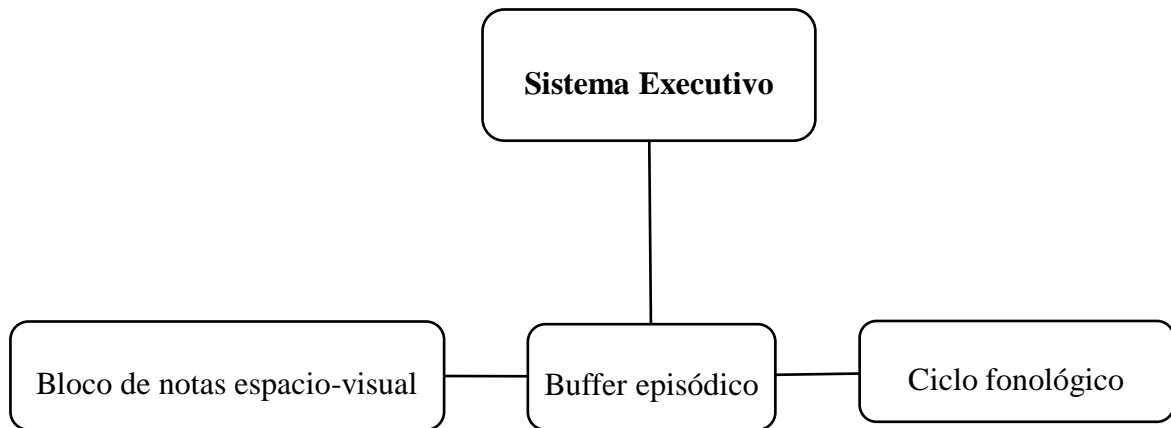 Sistema Executivo
Bloco de notas espacio-visual
Buffer episódico
Ciclo fonológico